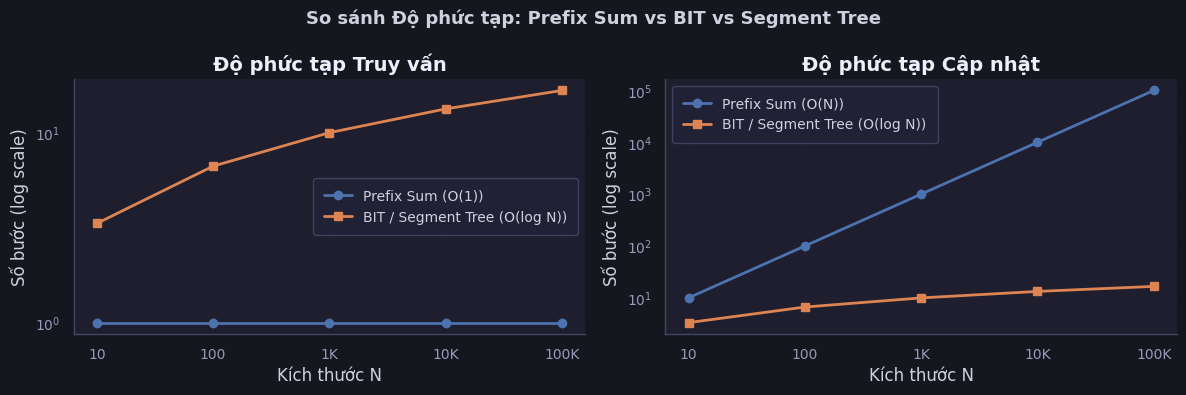 So sánh Độ phức tạp: Prefix Sum vs BIT vs Segment Tree
Độ phức tạp Truy vấn
Số bước (log scale)
10¹
10⁰
Prefix Sum (O(1))
BIT / Segment Tree (O(log N))
10 100 1K 10K 100K
Kích thước N
Độ phức tạp Cập nhật
Số bước (log scale)
10⁵
10⁴
10³
10²
10¹
Prefix Sum (O(N))
BIT / Segment Tree (O(log N))
10 100 1K 10K 100K
Kích thước N